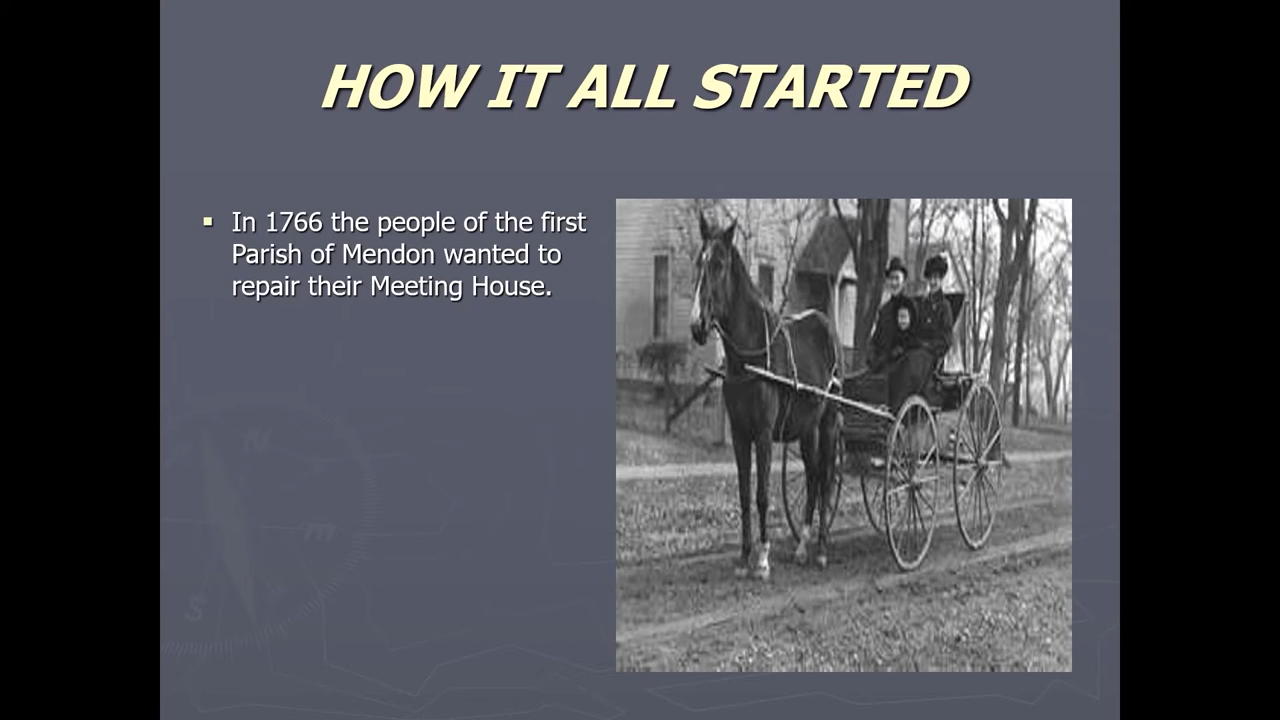 HOW IT ALL STARTED
▪ In 1766 the people of the first
Parish of Mendon wanted to
repair their Meeting House.
N
S